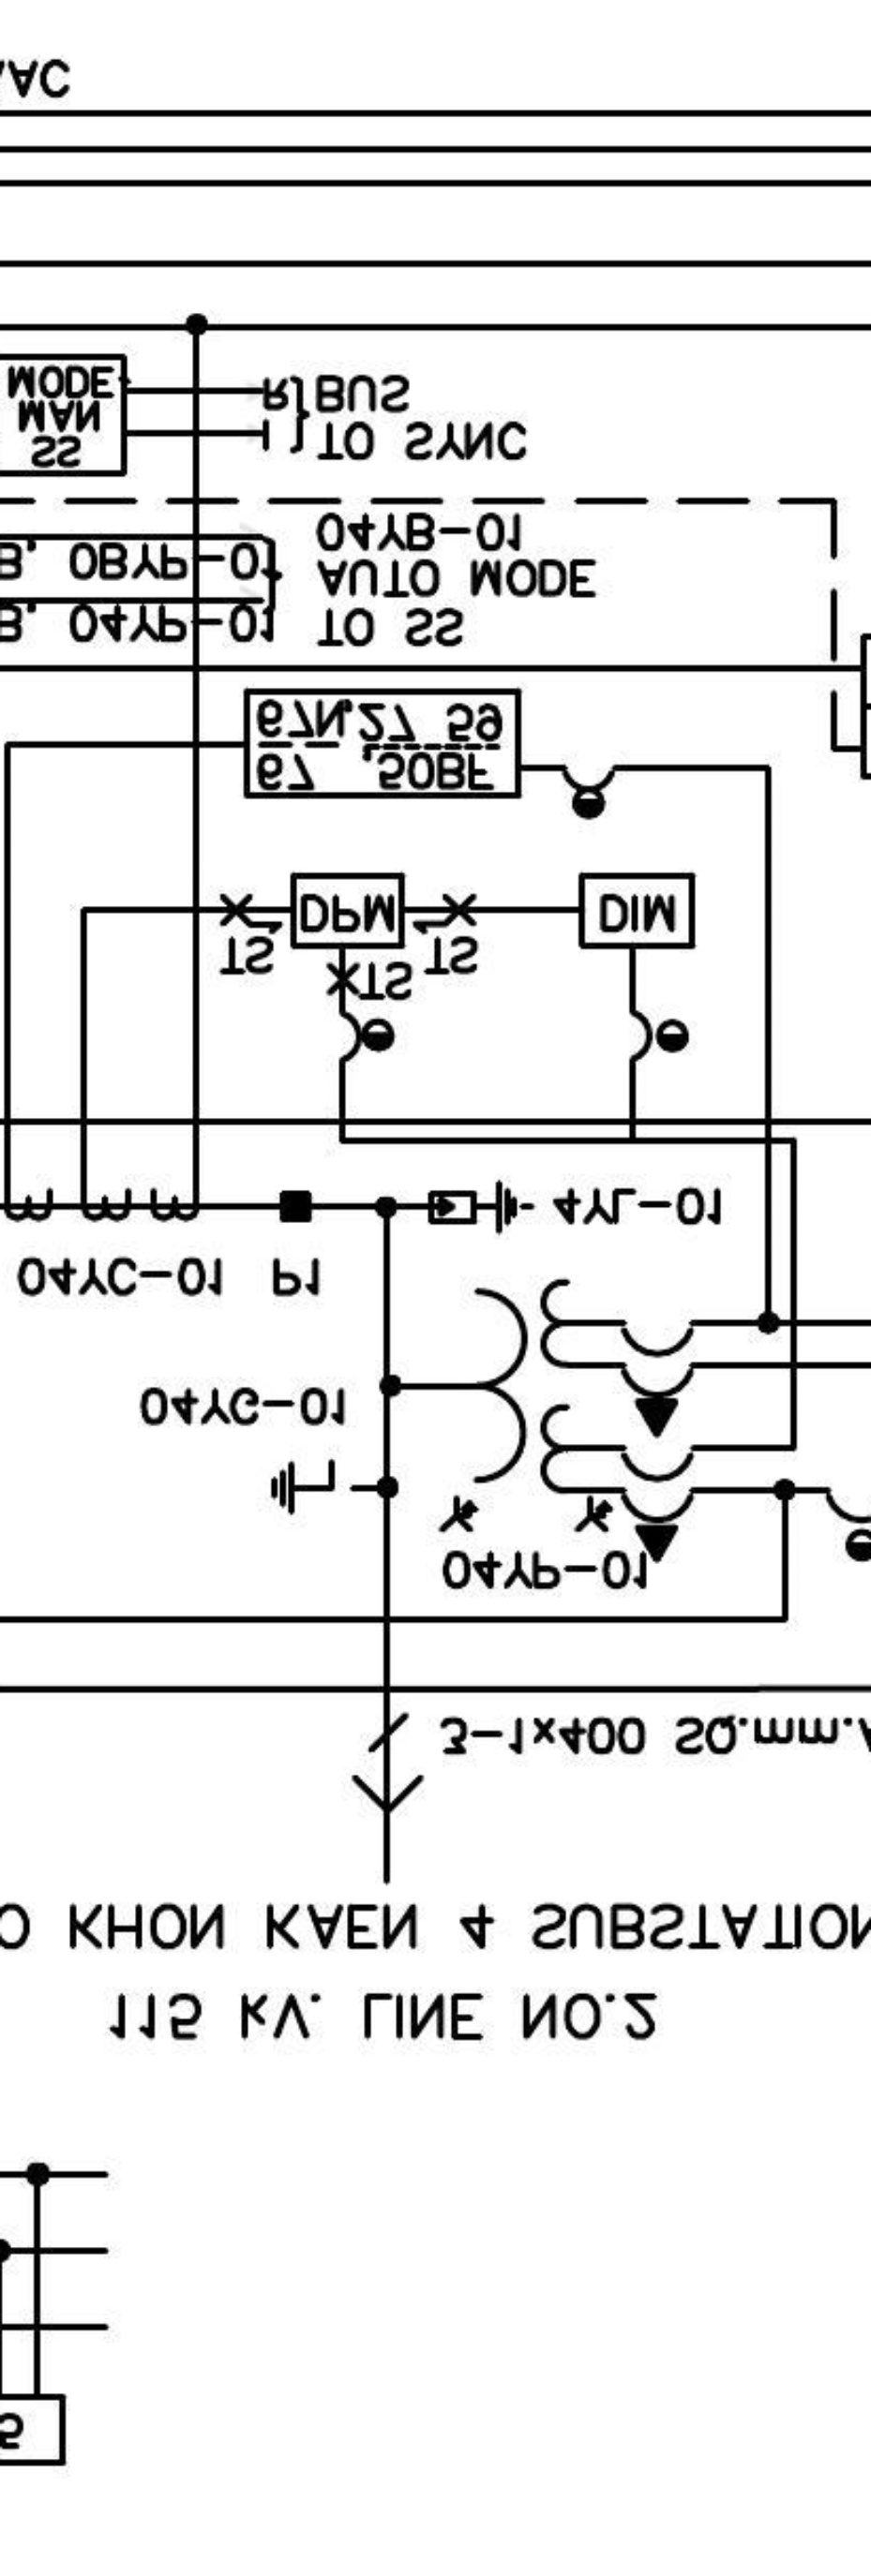 5
115 kV. LINE NO.2
O KHON KAEN 4 SUBSTATION
3-1x400 SQ.mm.A
04YP-01
04YG-01
04YC-01 P1
4YL-01
TS
TS TS
DPM DIM
67 ,50BF
67N,27 59
B, 04YP-01 TO SS
B, 0BYP-01 AUTO MODE
04YB-01
SS
MAN
MODE
I } TO SYNC
R } BUS
AC